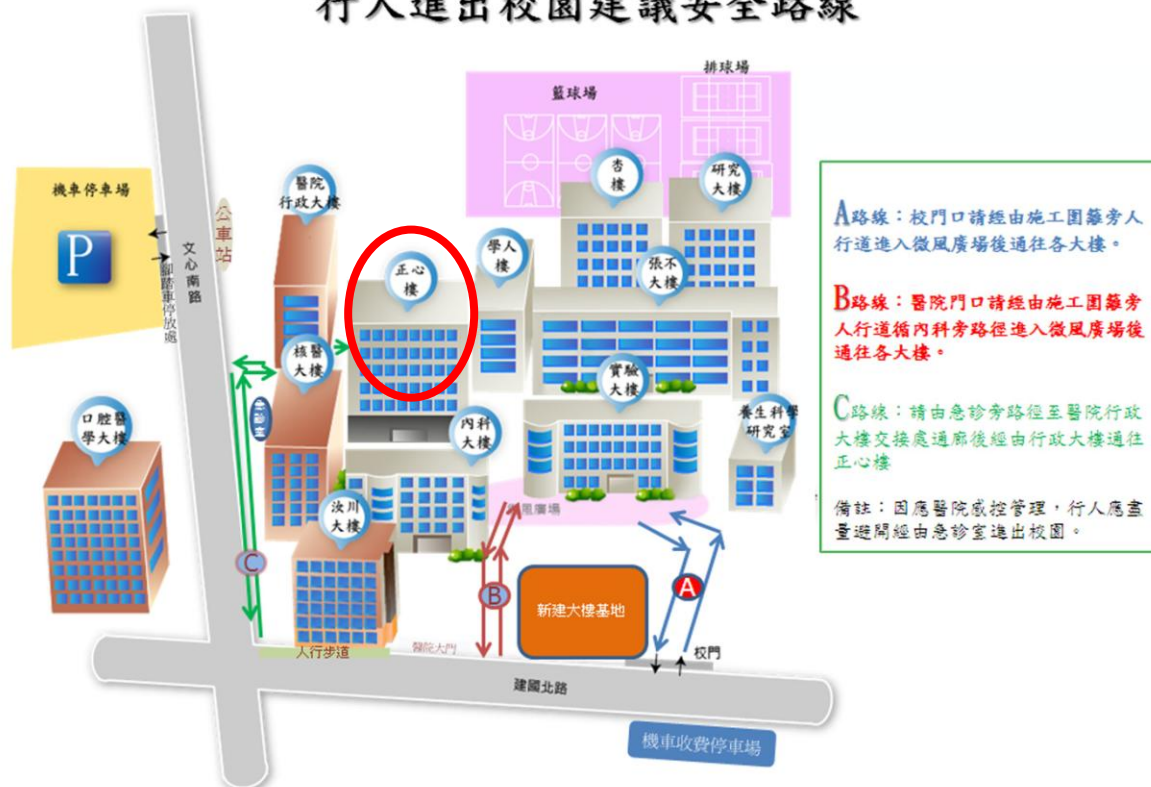 行人進出校園建議安全路線
排球場
籃球場
杏樓
研究大樓
醫院行政大樓
機車停車場
P
公車站
文心南路
腳踏車停放處
正心樓
學人樓
張不大樓
核醫大樓
實驗大樓
口腔醫學大樓
急診室
內科大樓
養生科學研究室
汝川大樓
風廣場
C
B
A
新建大樓基地
人行步道
醫院大門
校門
建國北路
機車收費停車場
A路線：校門口請經由施工圍籬旁人
行道進入微風廣場後通往各大樓。
B路線：醫院門口請經由施工圍籬旁
人行道循內科旁路徑進入微風廣場後
通往各大樓。
C路線：請由急診旁路徑至醫院行政
大樓交接處通廊後經由行政大樓通往
正心樓
備註：因應醫院感控管理，行人應盡
量避開經由急診室進出校園。